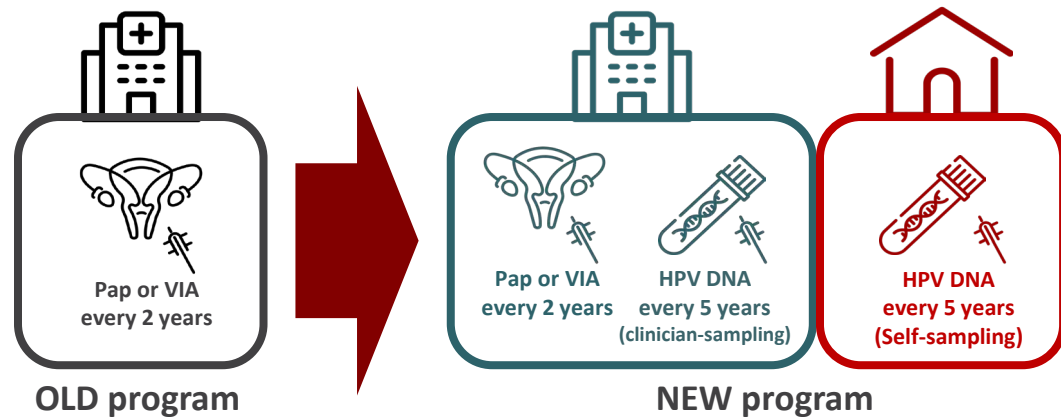 Pap or VIA
every 2 years
OLD program
Pap or VIA
every 2 years
HPV DNA
every 5 years
(clinician-sampling)
HPV DNA
every 5 years
(Self-sampling)
NEW program